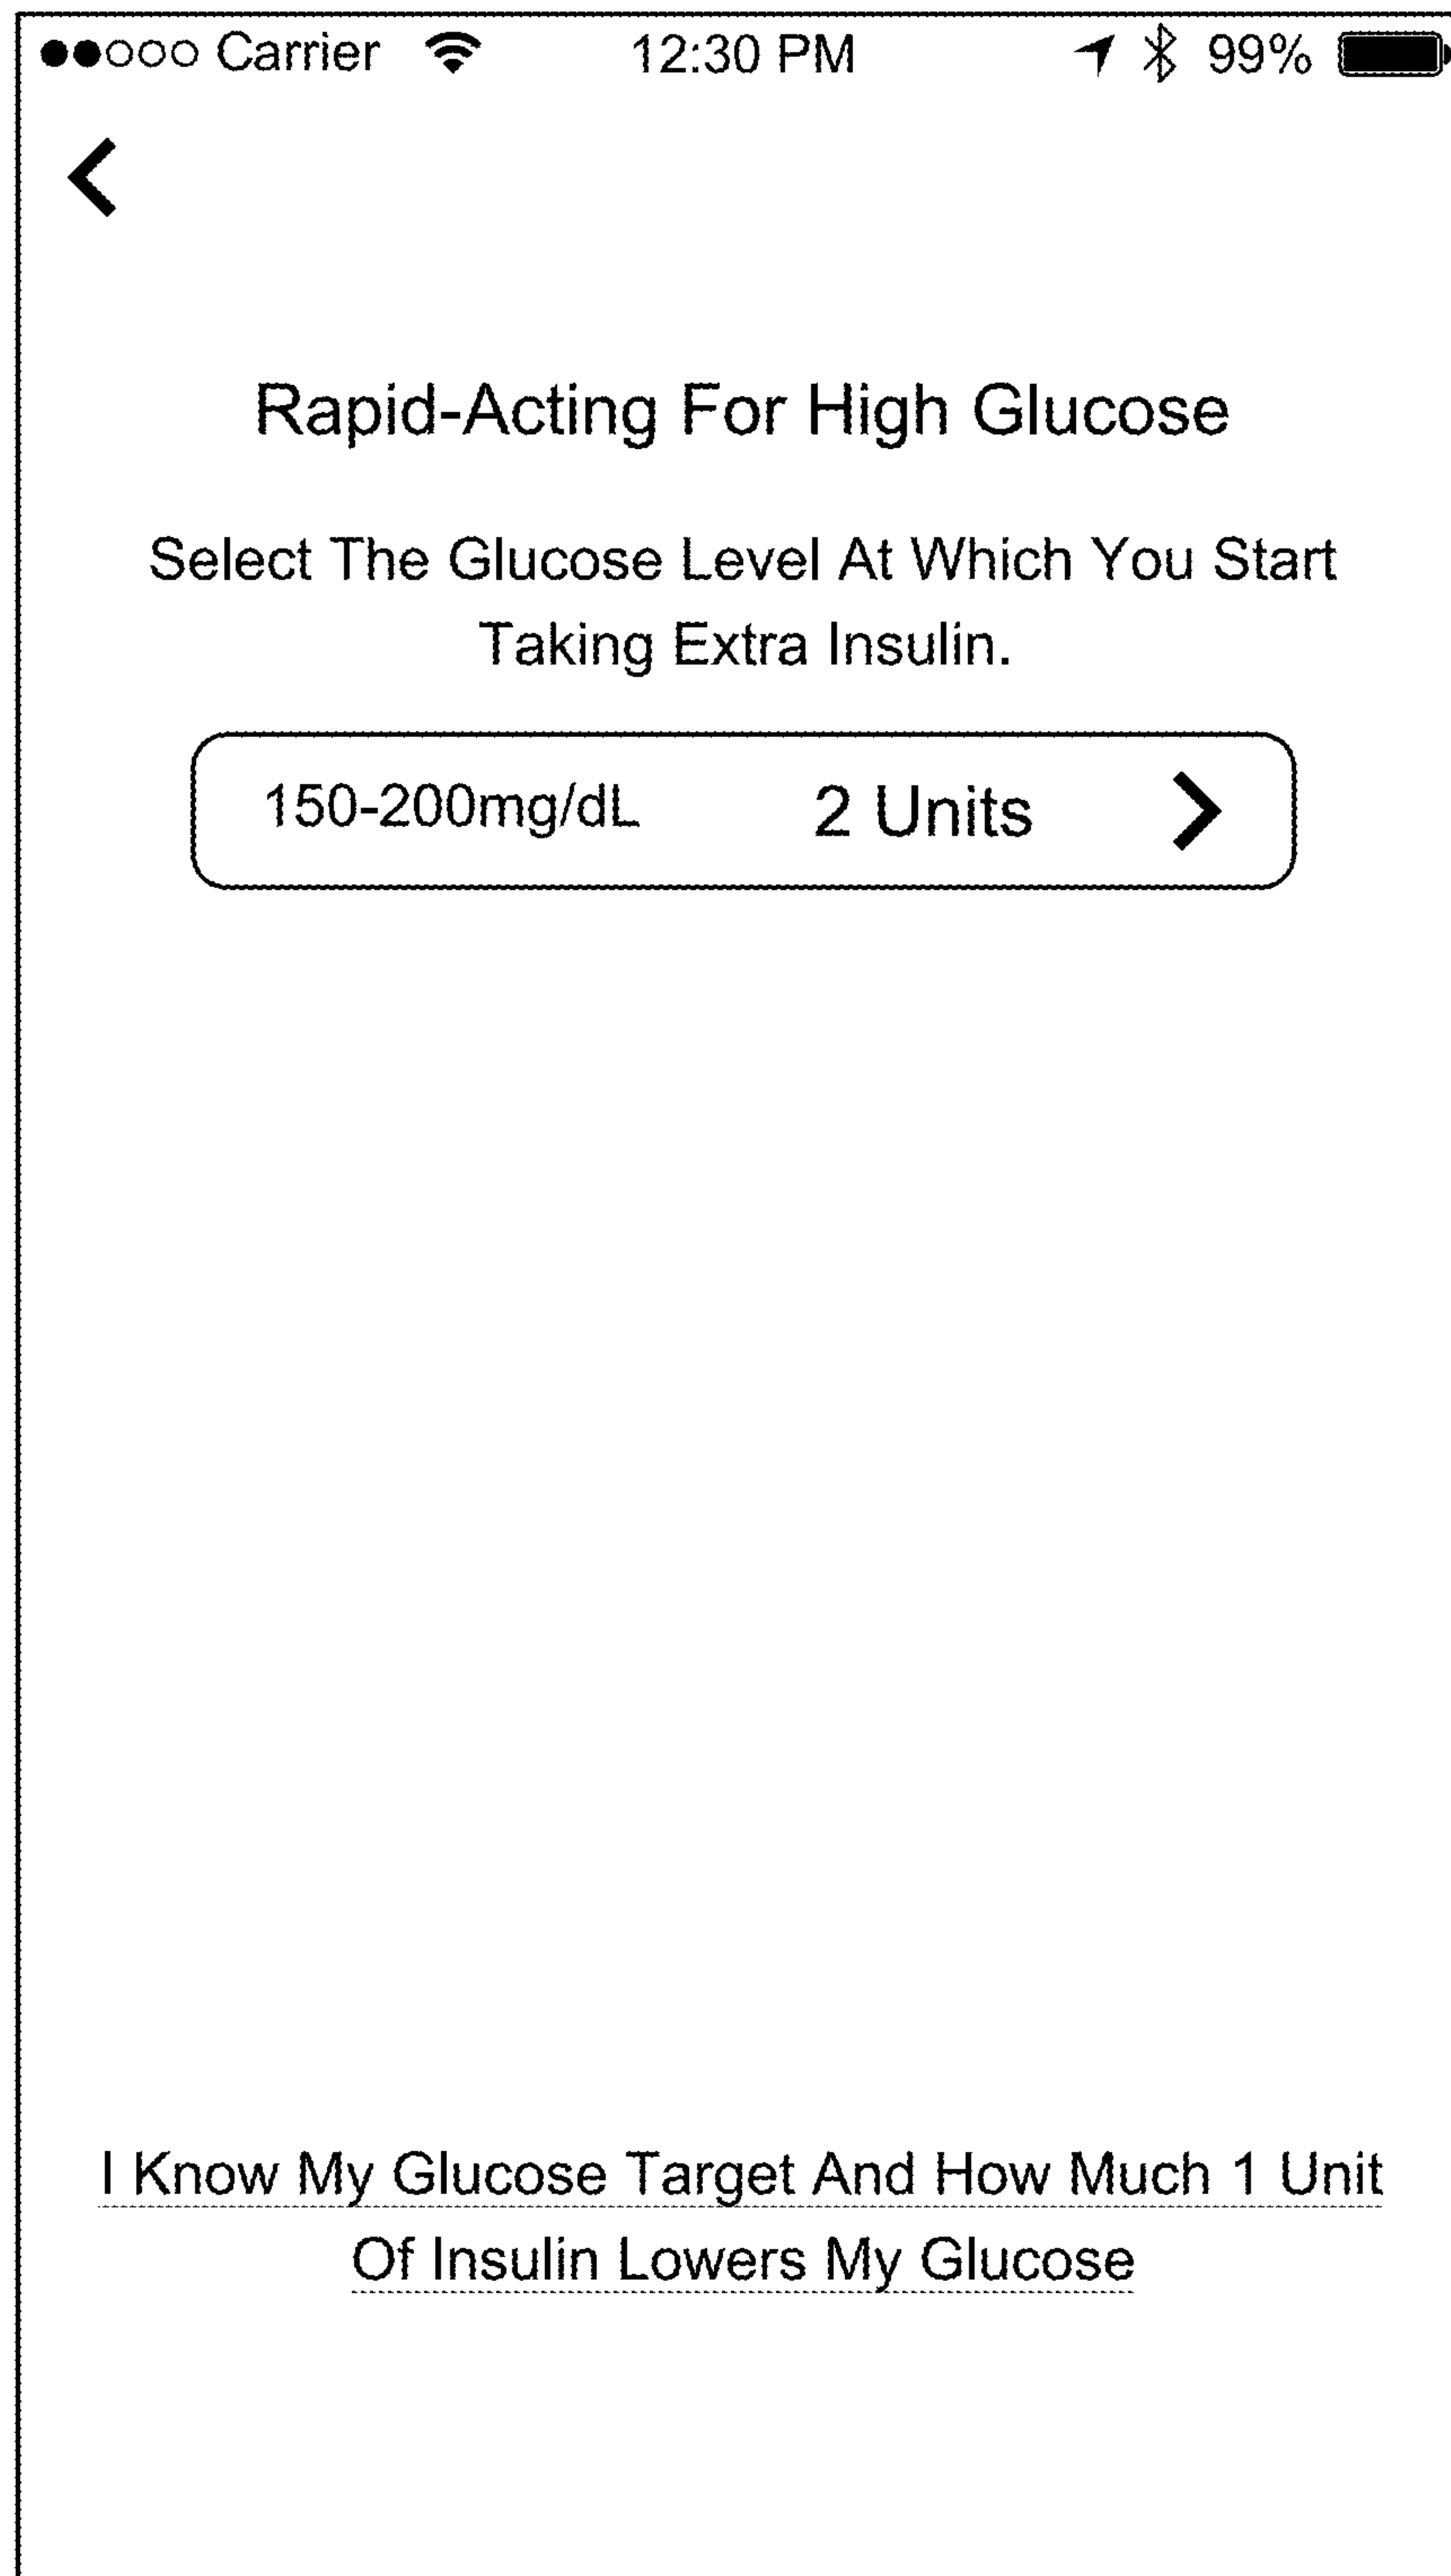 Carrier 12:30 PM 99%
Rapid-Acting For High Glucose
Select The Glucose Level At Which You Start
Taking Extra Insulin.
150-200mg/dL 2 Units
I Know My Glucose Target And How Much 1 Unit
Of Insulin Lowers My Glucose